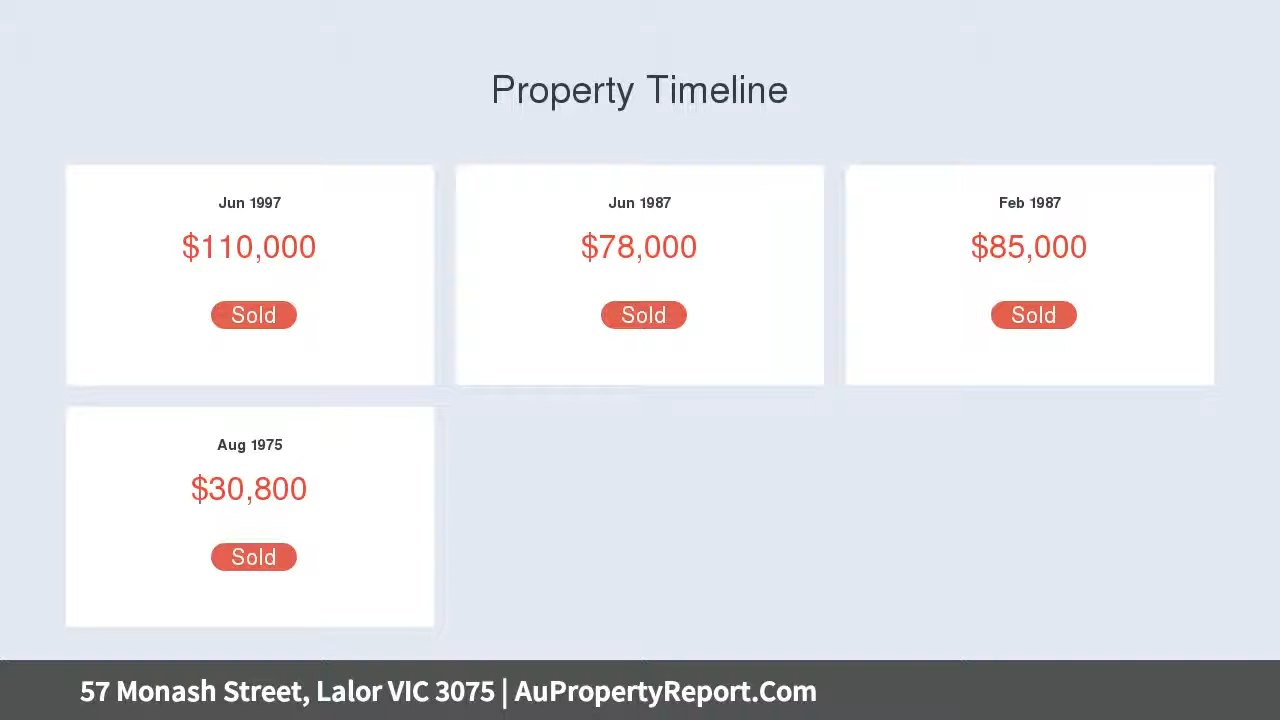 Property Timeline
Jun 1997
$110,000
Sold
Jun 1987
$78,000
Sold
Feb 1987
$85,000
Sold
Aug 1975
$30,800
Sold
57 Monash Street, Lalor VIC 3075 | AuPropertyReport.Com